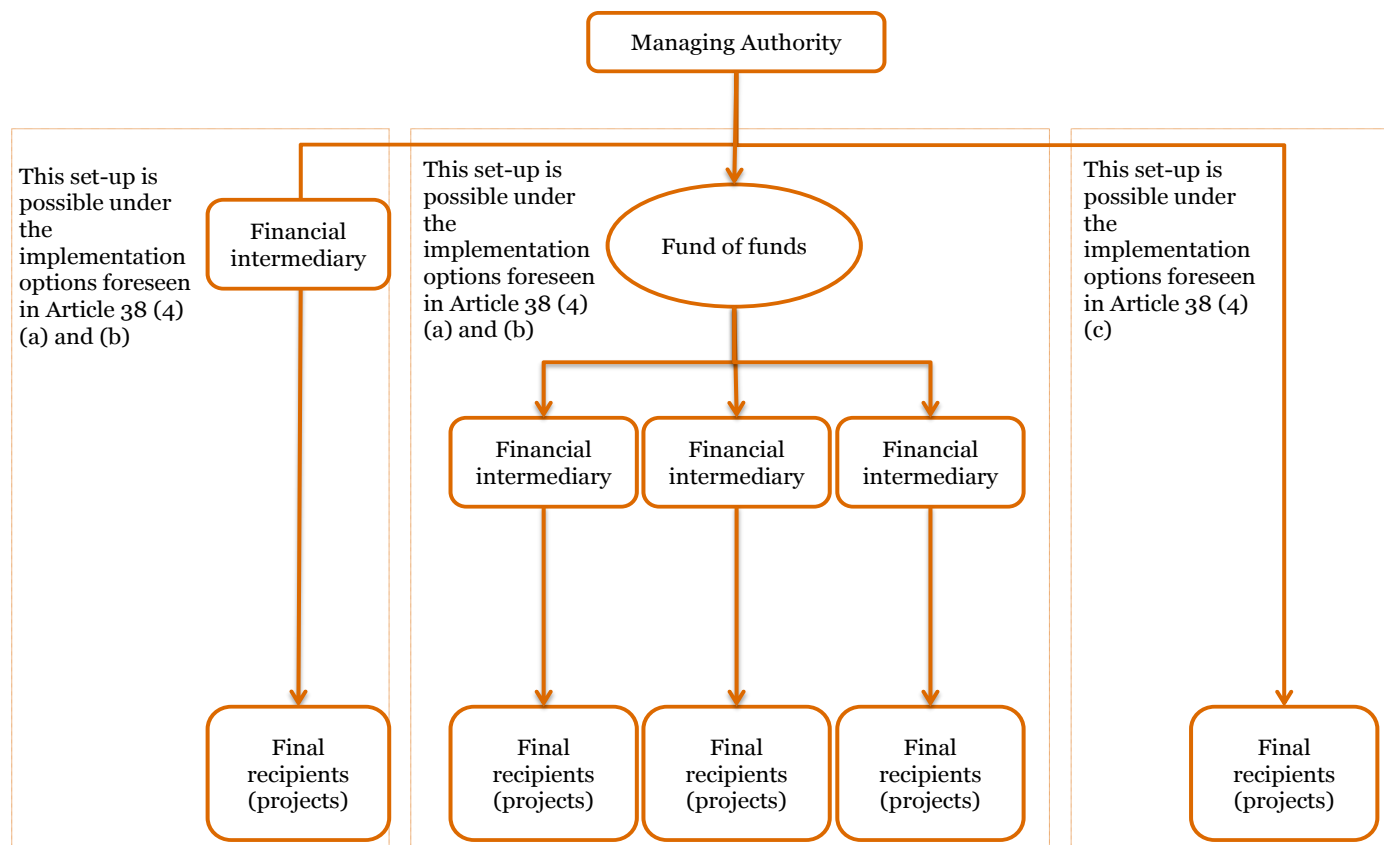 Managing Authority
This set-up is
possible under
the
implementation
options foreseen
in Article 38 (4)
(a) and (b)
Financial
intermediary
Final
recipients
(projects)
This set-up is
possible under
the
implementation
options foreseen
in Article 38 (4)
(a) and (b)
Fund of funds
Financial
intermediary
Financial
intermediary
Financial
intermediary
Final
recipients
(projects)
Final
recipients
(projects)
Final
recipients
(projects)
This set-up is
possible under
the
implementation
options foreseen
in Article 38 (4)
(c)
Final
recipients
(projects)